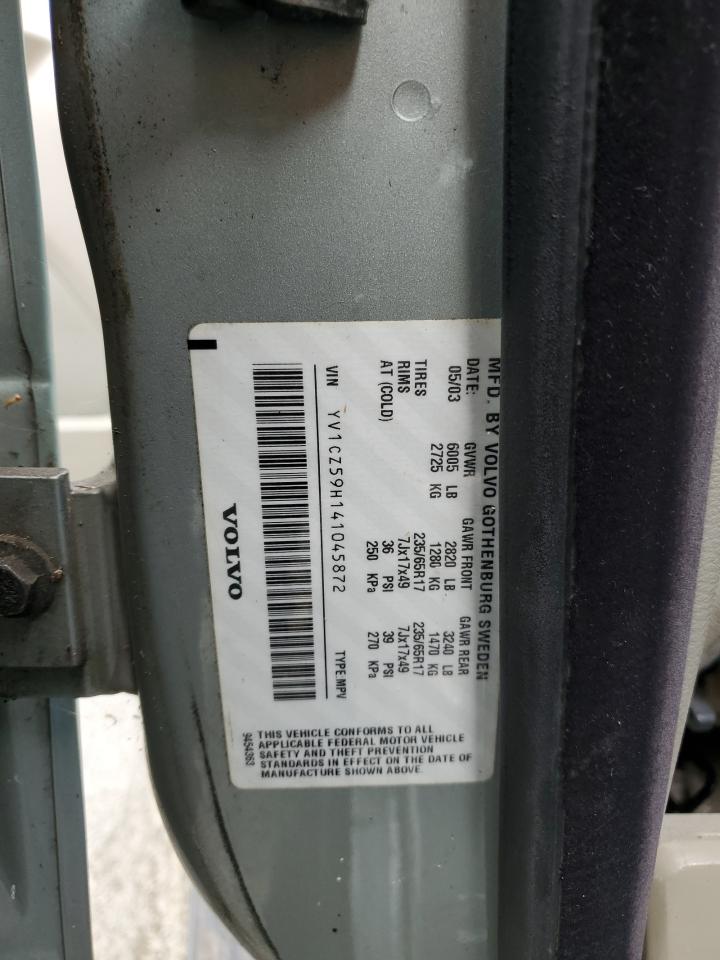 MFD. BY VOLVO GOTHENBURG SWEDEN
DATE: GVWR GAWR FRONT GAWR REAR
05/03 6005 LB 2820 LB 3240 LB
2725 KG 1280 KG 1470 KG
TIRES 235/65R17 235/65R17
RIMS 7Jx17x49 7Jx17x49
AT (COLD) 36 PSI 39 PSI
250 KPa 270 KPa
VIN YV1CZ59H141045872 TYPE:MPV
VOLVO
THIS VEHICLE CONFORMS TO ALL
APPLICABLE FEDERAL MOTOR VEHICLE
SAFETY AND THEFT PREVENTION
STANDARDS IN EFFECT ON THE DATE OF
MANUFACTURE SHOWN ABOVE.
9454363